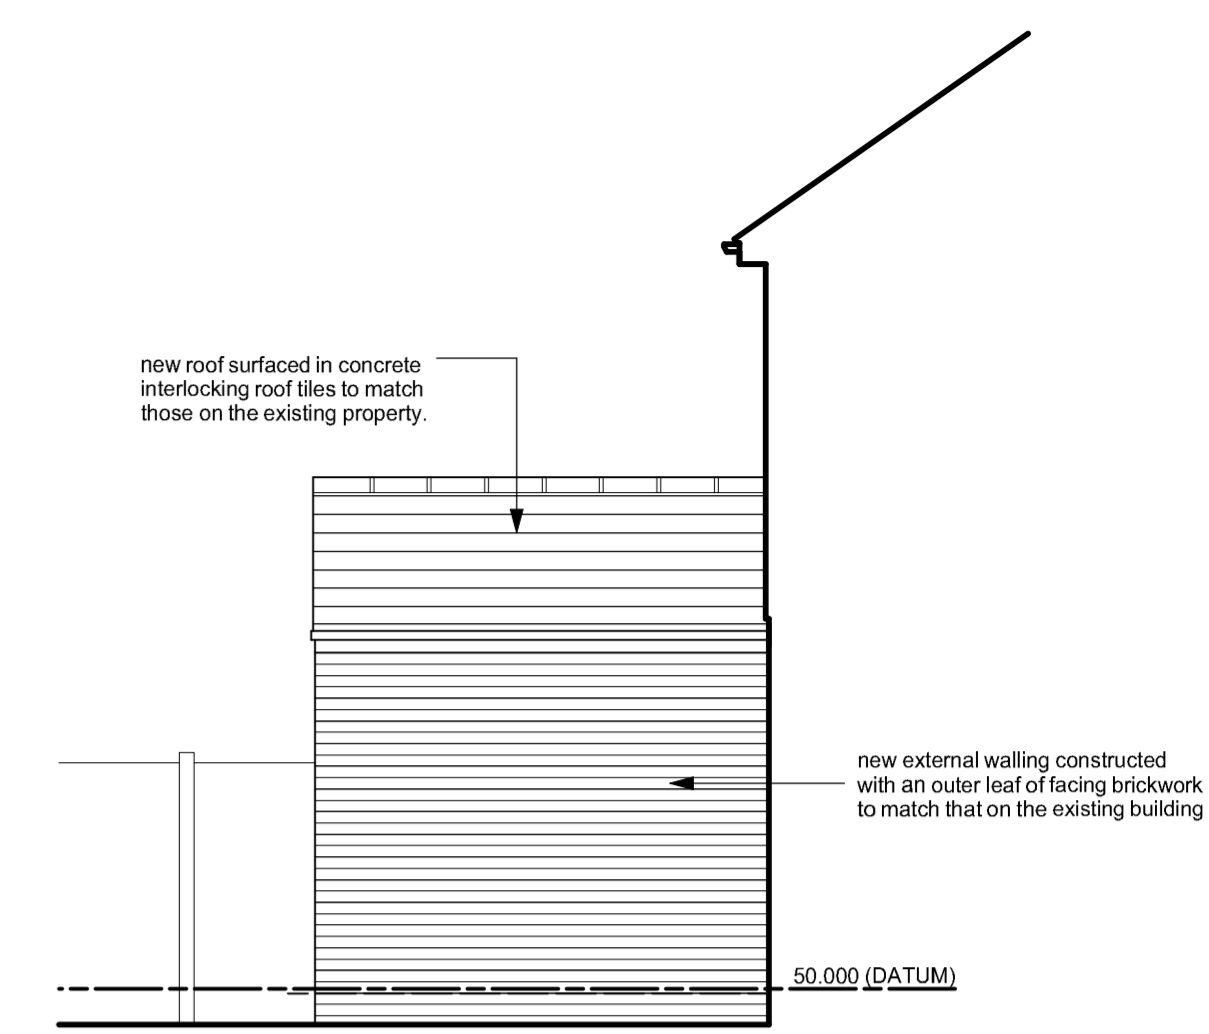 new roof surfaced in concrete
interlocking roof tiles to match
those on the existing property.
new external walling constructed
with an outer leaf of facing brickwork
to match that on the existing building
50.000 (DATUM)